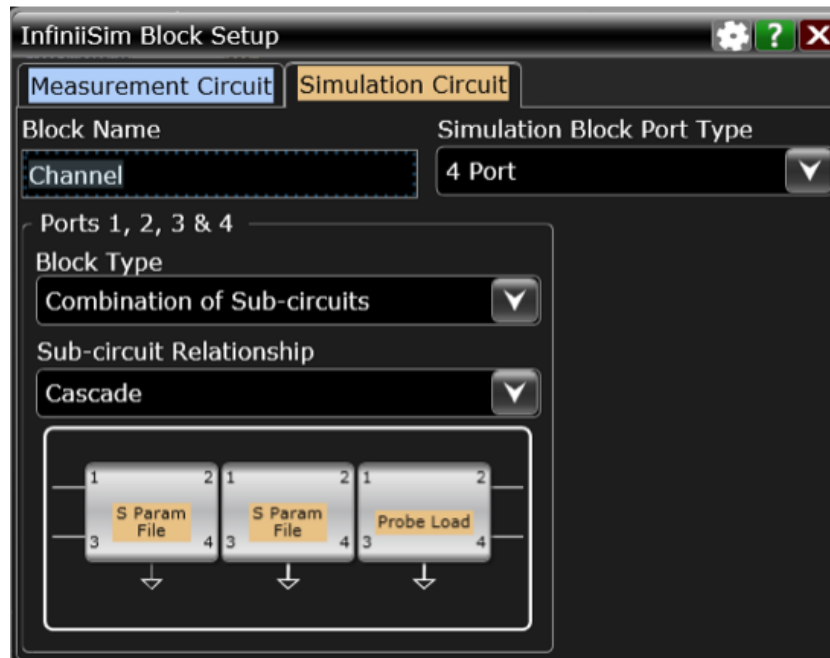 InfiniiSim Block Setup
?
X
Measurement Circuit
Simulation Circuit
Block Name
Simulation Block Port Type
Channel
4 Port
Ports 1, 2, 3 & 4
Block Type
Combination of Sub-circuits
Sub-circuit Relationship
Cascade
1 2 1 2 1 2
S Param
File
S Param
File
Probe Load
3 4 3 4 3 4